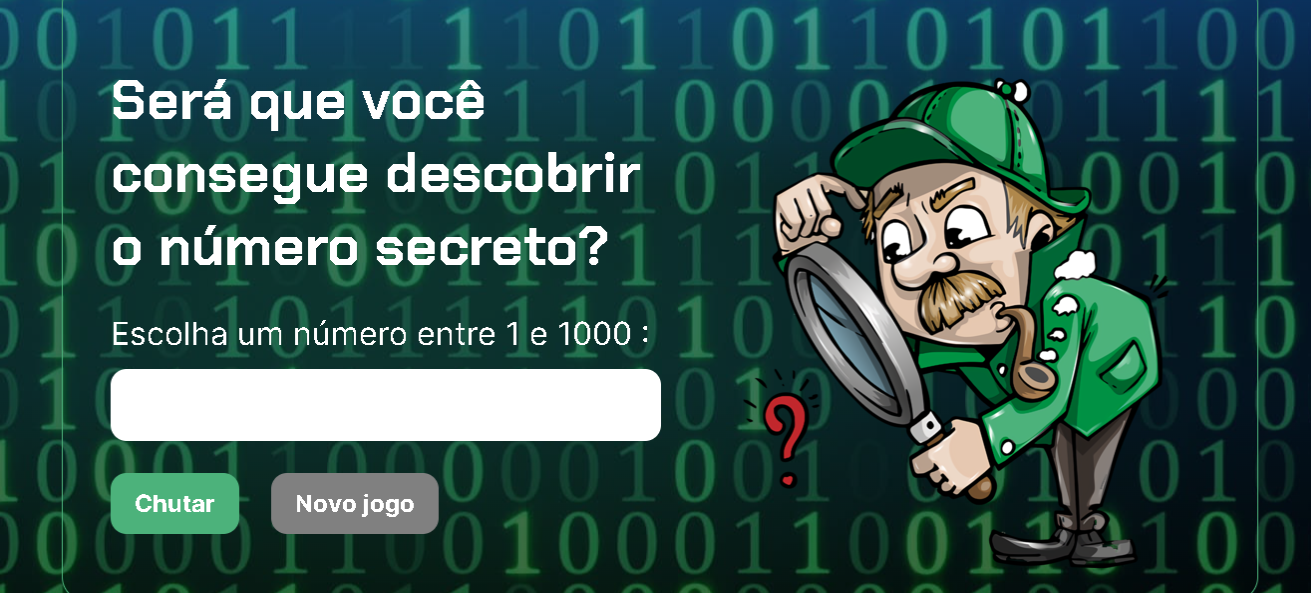 Será que você
consegue descobrir
o número secreto?
Escolha um número entre 1 e 1000 :
Chutar
Novo jogo